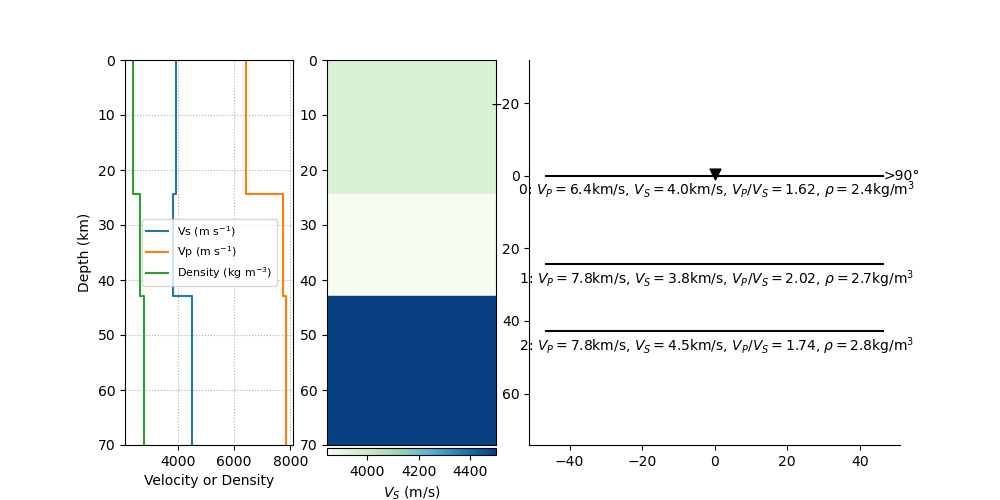 0
10
20
30
40
50
60
70
Depth (km)
Vs (m s⁻¹)
Vp (m s⁻¹)
Density (kg m⁻³)
4000 6000 8000
Velocity or Density
0
10
20
30
40
50
60
70
4000 4200 4400
V_S (m/s)
−20
0
20
40
60
>90°
0: V_P = 6.4km/s, V_S = 4.0km/s, V_P/V_S = 1.62, ρ = 2.4kg/m³
1: V_P = 7.8km/s, V_S = 3.8km/s, V_P/V_S = 2.02, ρ = 2.7kg/m³
2: V_P = 7.8km/s, V_S = 4.5km/s, V_P/V_S = 1.74, ρ = 2.8kg/m³
−40 −20 0 20 40